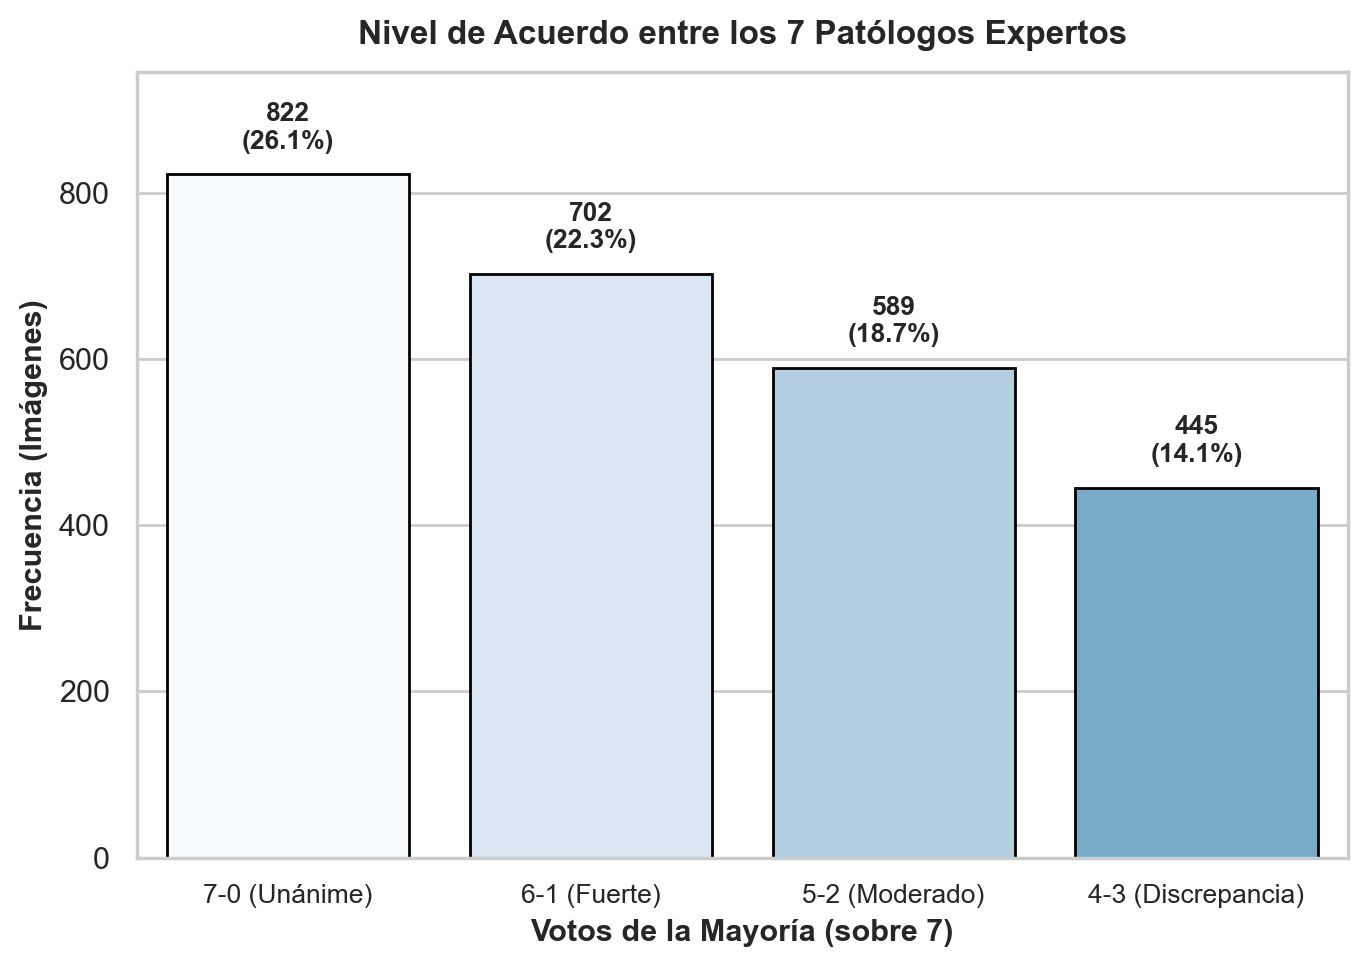 Nivel de Acuerdo entre los 7 Patólogos Expertos
Frecuencia (Imágenes)
800
600
400
200
0
822
(26.1%)
702
(22.3%)
589
(18.7%)
445
(14.1%)
7-0 (Unánime)
6-1 (Fuerte)
5-2 (Moderado)
4-3 (Discrepancia)
Votos de la Mayoría (sobre 7)